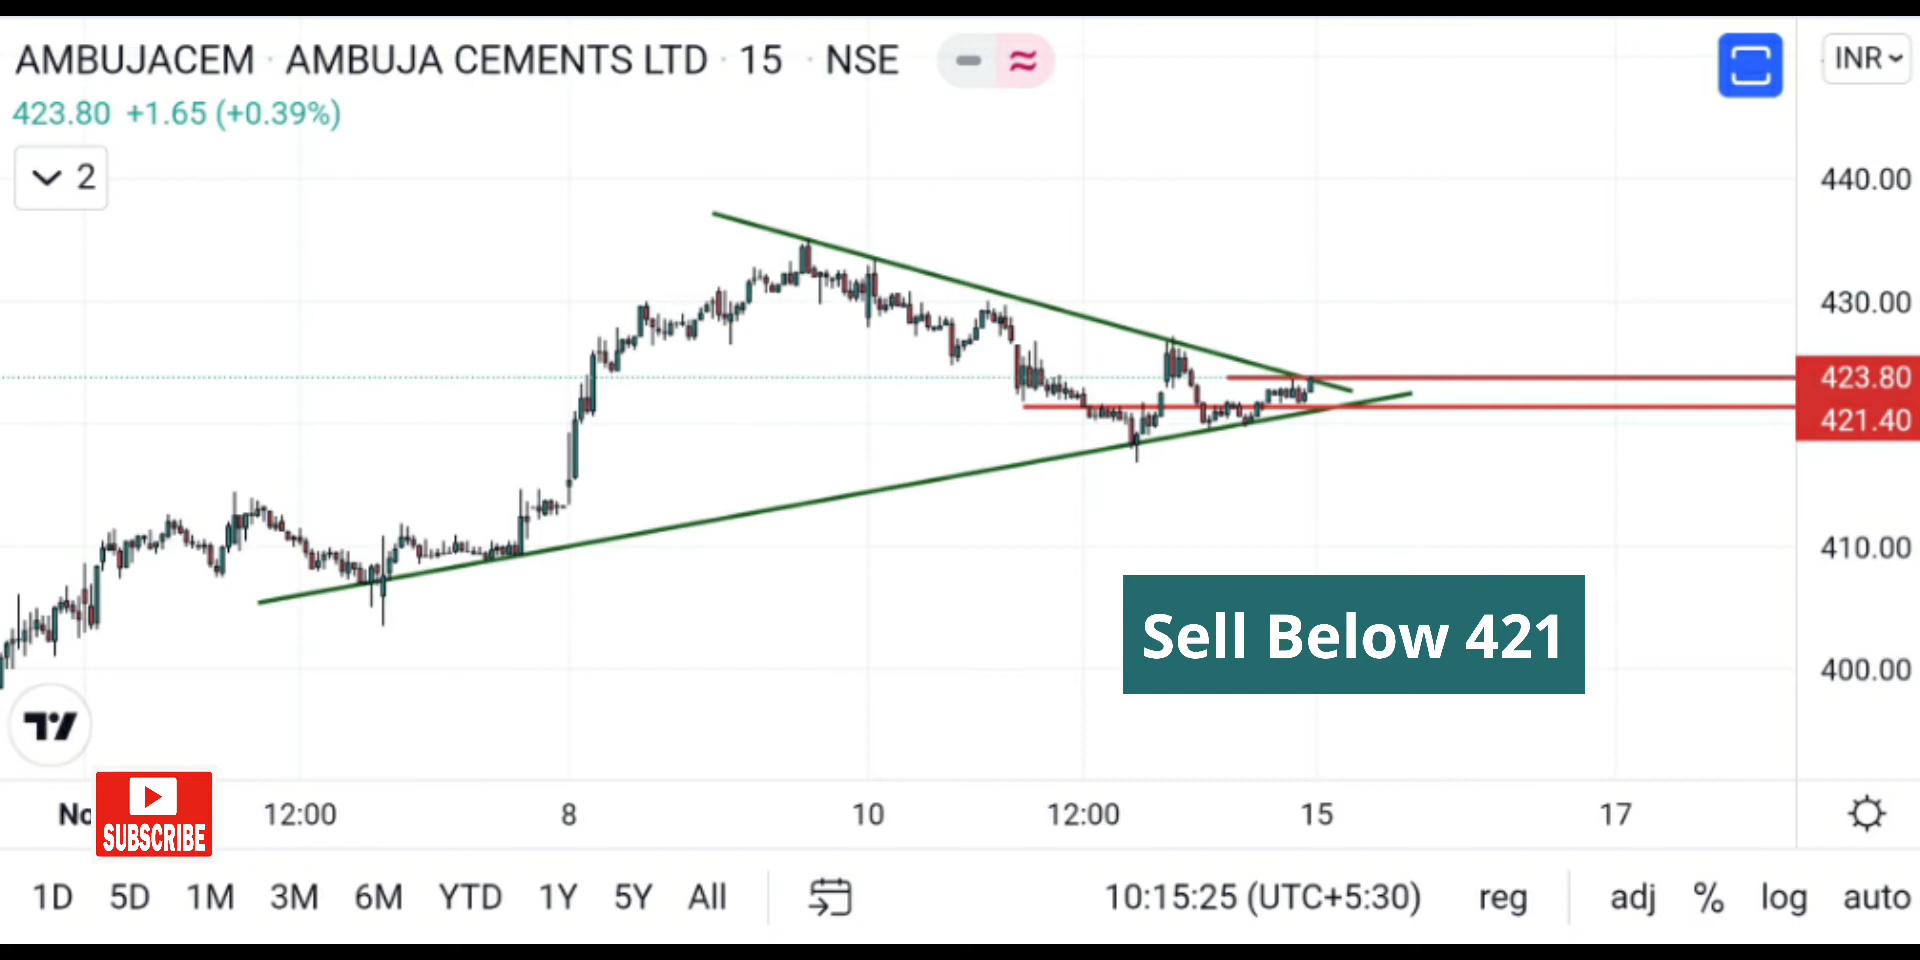 AMBUJACEM · AMBUJA CEMENTS LTD · 15 · NSE
INR
423.80 +1.65 (+0.39%)
2
440.00
430.00
423.80
421.40
410.00
400.00
Sell Below 421
No
12:00
8
10
12:00
15
17
SUBSCRIBE
1D 5D 1M 3M 6M YTD 1Y 5Y All
10:15:25 (UTC+5:30) reg adj % log auto